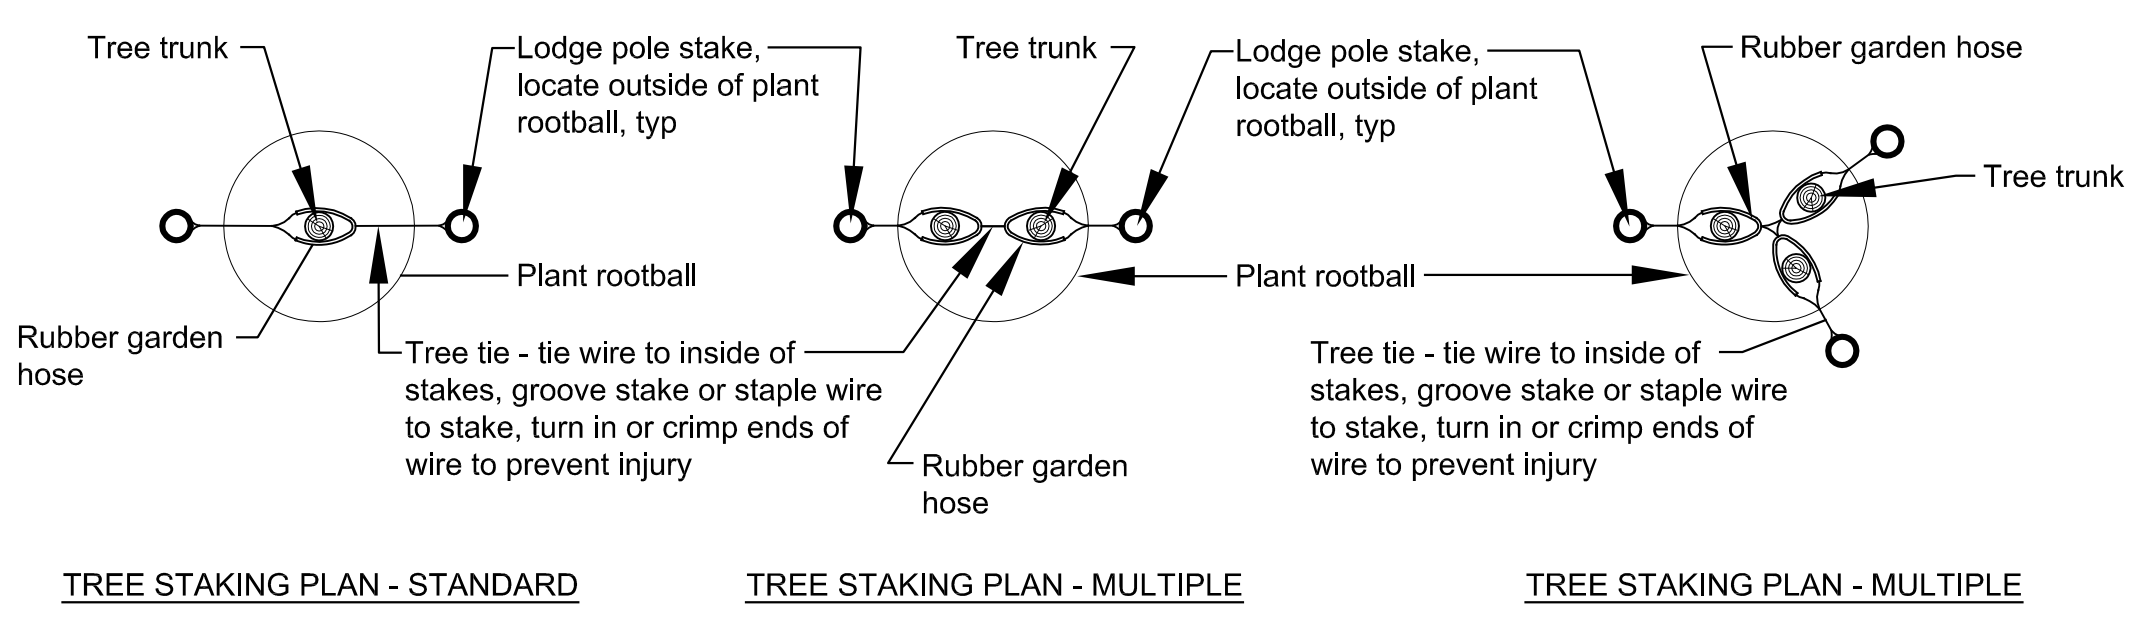 Tree trunk
Lodge pole stake,
locate outside of plant
rootball, typ
Tree trunk
Lodge pole stake,
locate outside of plant
rootball, typ
Rubber garden hose
Tree trunk
Plant rootball
Plant rootball
Rubber garden
hose
Tree tie - tie wire to inside of
stakes, groove stake or staple wire
to stake, turn in or crimp ends of
wire to prevent injury
Rubber garden
hose
Tree tie - tie wire to inside of
stakes, groove stake or staple wire
to stake, turn in or crimp ends of
wire to prevent injury
TREE STAKING PLAN - STANDARD
TREE STAKING PLAN - MULTIPLE
TREE STAKING PLAN - MULTIPLE